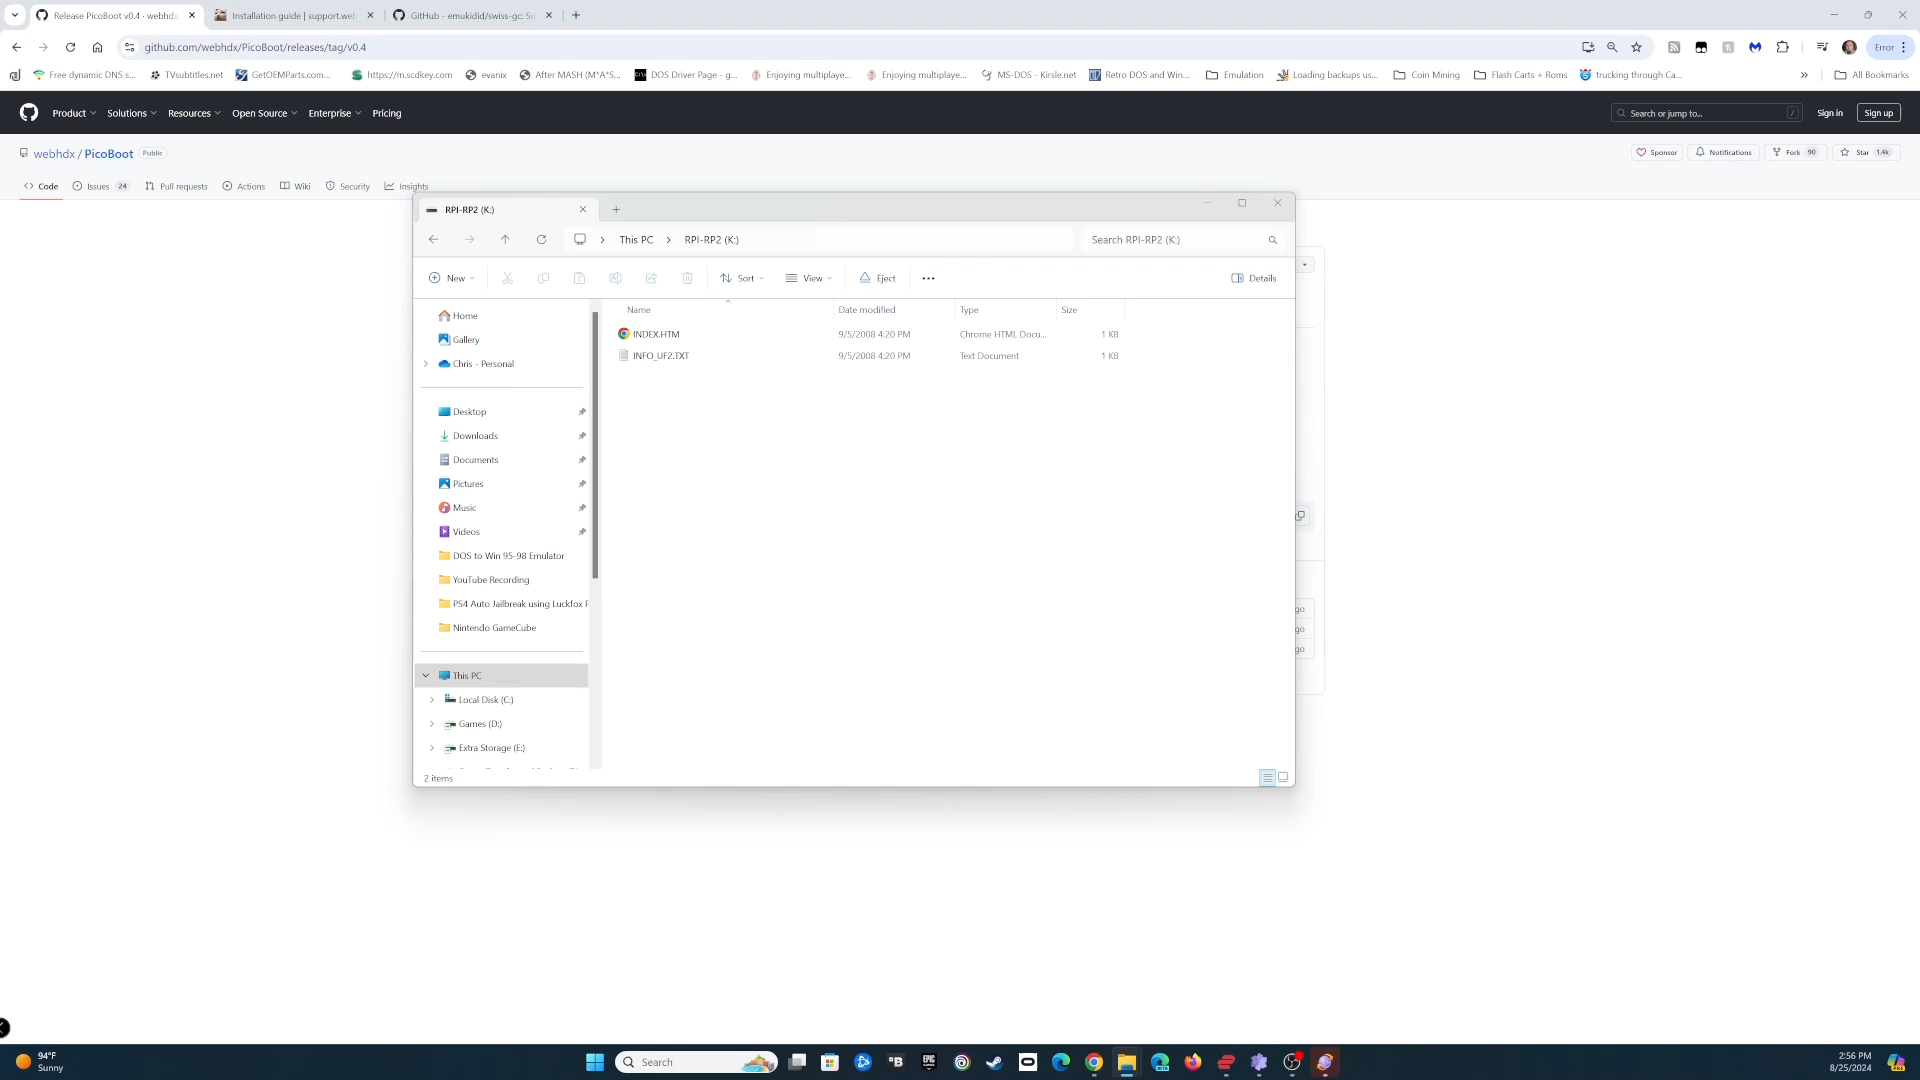 Release PicoBoot v0.4 · webhdx
Installation guide | support.web
GitHub - emukidid/swiss-gc: Sw
github.com/webhdx/PicoBoot/releases/tag/v0.4
Error
Free dynamic DNS s...
TVsubtitles.net
GetOEMParts.com...
https://m.scdkey.com
evanix
After MASH (M*A*S...
DOS Driver Page - g...
Enjoying multiplaye...
Enjoying multiplaye...
MS-DOS - Kirsle.net
Retro DOS and Win...
Emulation
Loading backups us...
Coin Mining
Flash Carts + Roms
trucking through Ca...
All Bookmarks
Product
Solutions
Resources
Open Source
Enterprise
Pricing
Search or jump to...
/
Sign in
Sign up
webhdx / PicoBoot
Public
Sponsor
Notifications
Fork 90
Star 1.4k
Code
Issues 24
Pull requests
Actions
Wiki
Security
Insights
RPI-RP2 (K:)
This PC
RPI-RP2 (K:)
Search RPI-RP2 (K:)
New
Sort
View
Eject
Details
Home
Gallery
Chris - Personal
Desktop
Downloads
Documents
Pictures
Music
Videos
DOS to Win 95-98 Emulator
YouTube Recording
PS4 Auto Jailbreak using Luckfox P
Nintendo GameCube
This PC
Local Disk (C:)
Games (D:)
Extra Storage (E:)
Name
Date modified
Type
Size
INDEX.HTM
9/5/2008 4:20 PM
Chrome HTML Docu...
1 KB
INFO_UF2.TXT
9/5/2008 4:20 PM
Text Document
1 KB
go
go
go
2 items
94°F
Sunny
Search
2:56 PM
8/25/2024